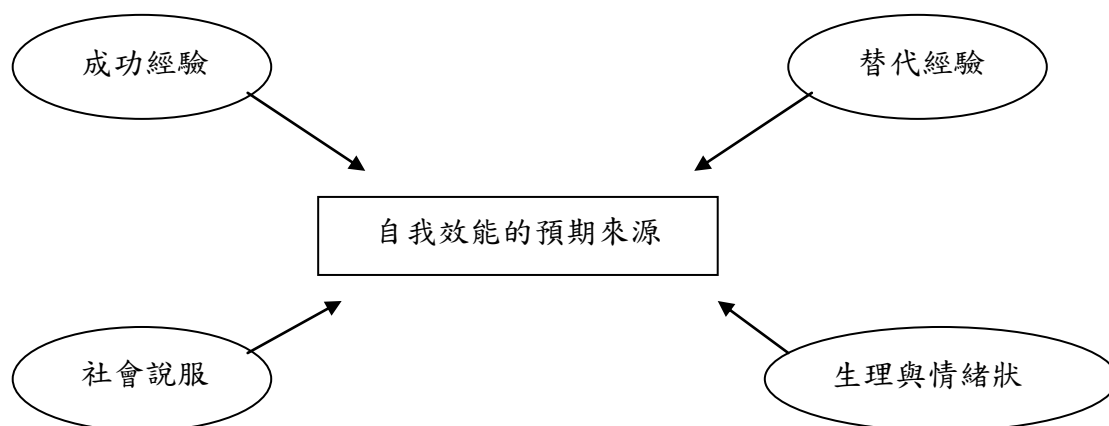 成功經驗
替代經驗
自我效能的預期來源
社會說服
生理與情緒狀